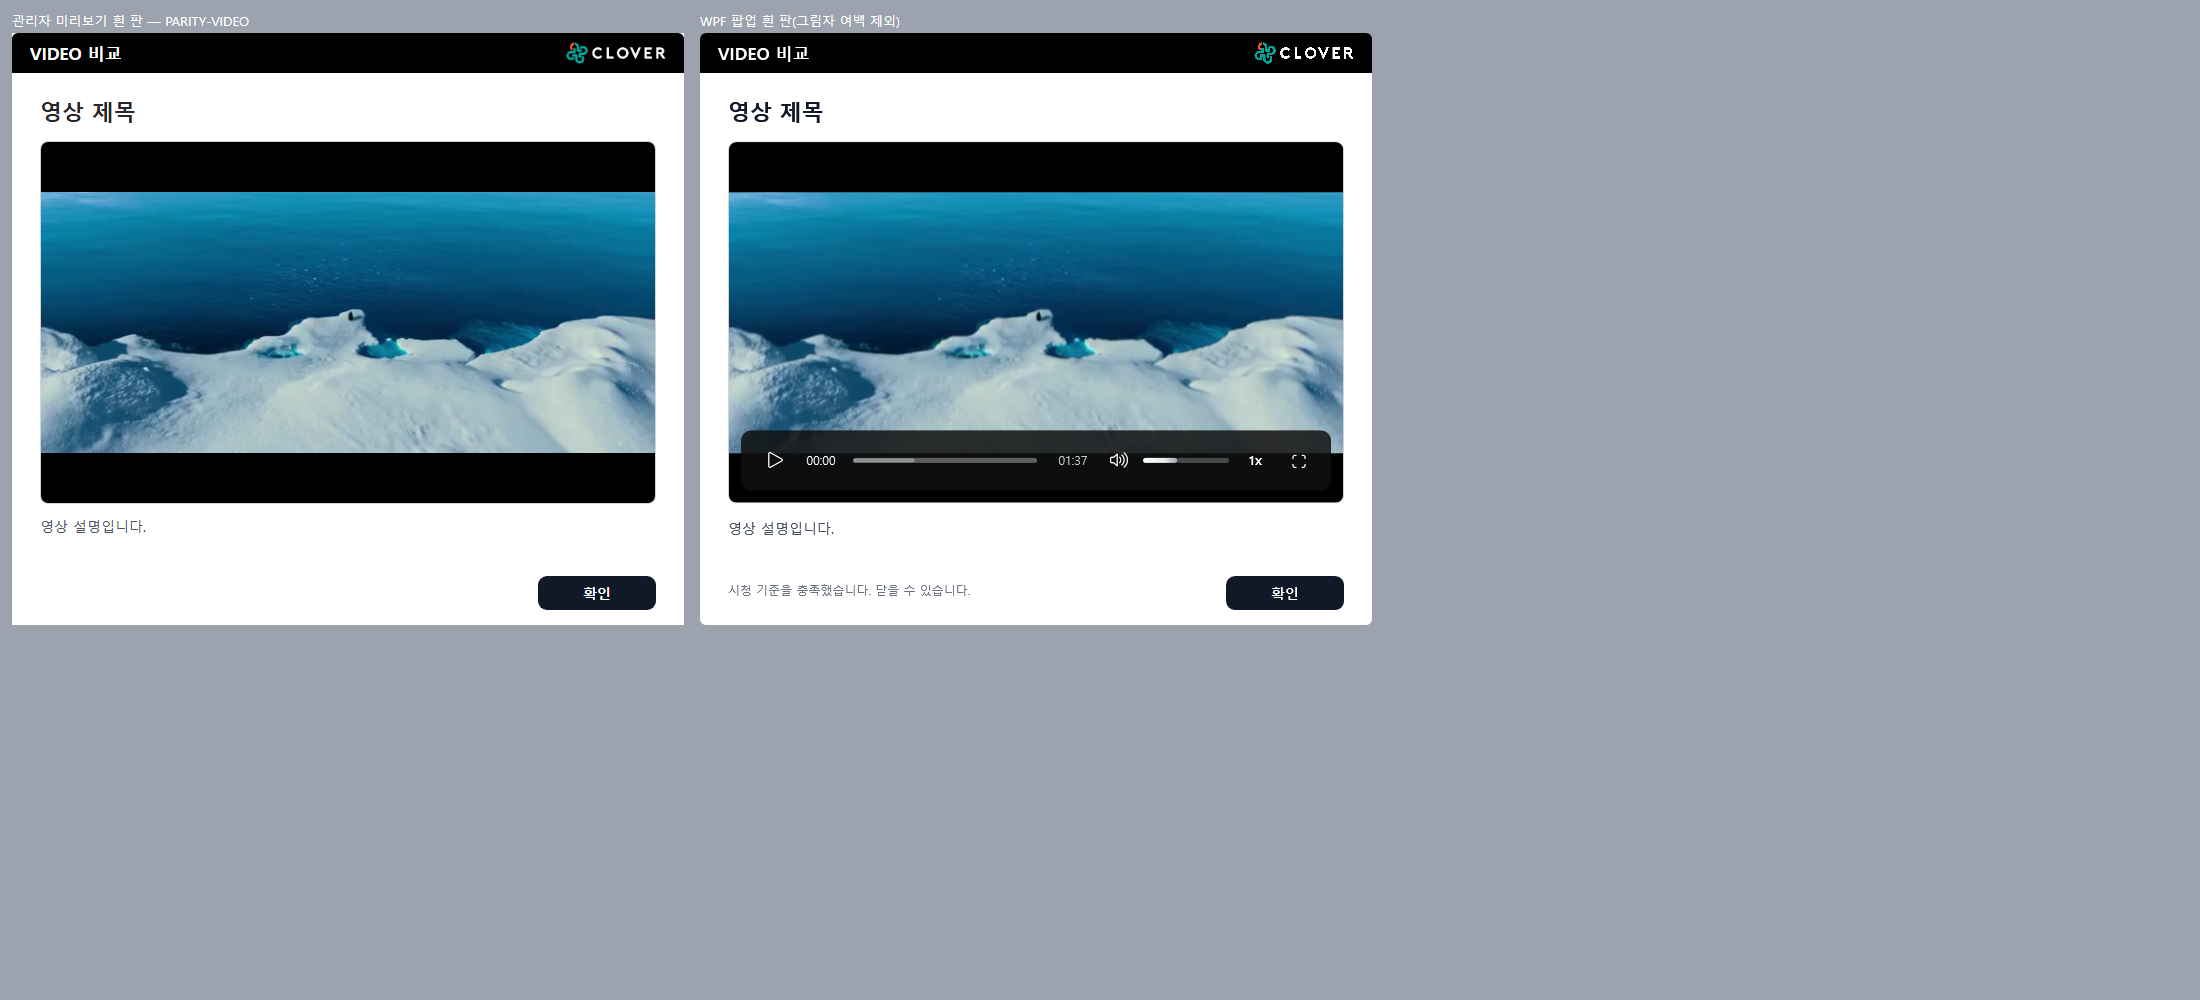 관리자 미리보기 흰 판 — PARITY-VIDEO
VIDEO 비교
CLOVER
영상 제목
영상 설명입니다.
확인
WPF 팝업 흰 판(그림자 여백 제외)
VIDEO 비교
CLOVER
영상 제목
00:00
01:37
1x
영상 설명입니다.
시청 기준을 충족했습니다. 닫을 수 있습니다.
확인